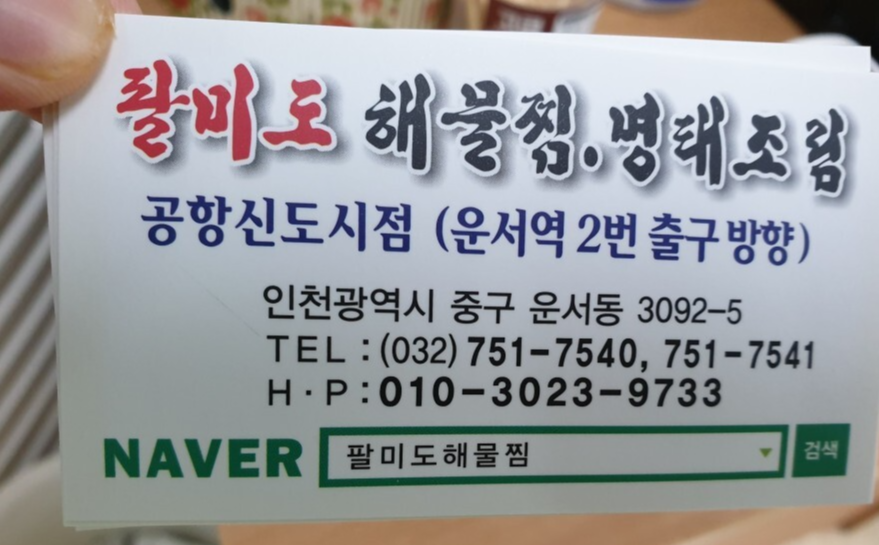 팔미도 해물찜.명태조림
공항신도시점 (운서역 2번 출구 방향)
인천광역시 중구 운서동 3092-5
TEL : (032) 751-7540, 751-7541
H·P : 010-3023-9733
NAVER 팔미도해물찜 검색